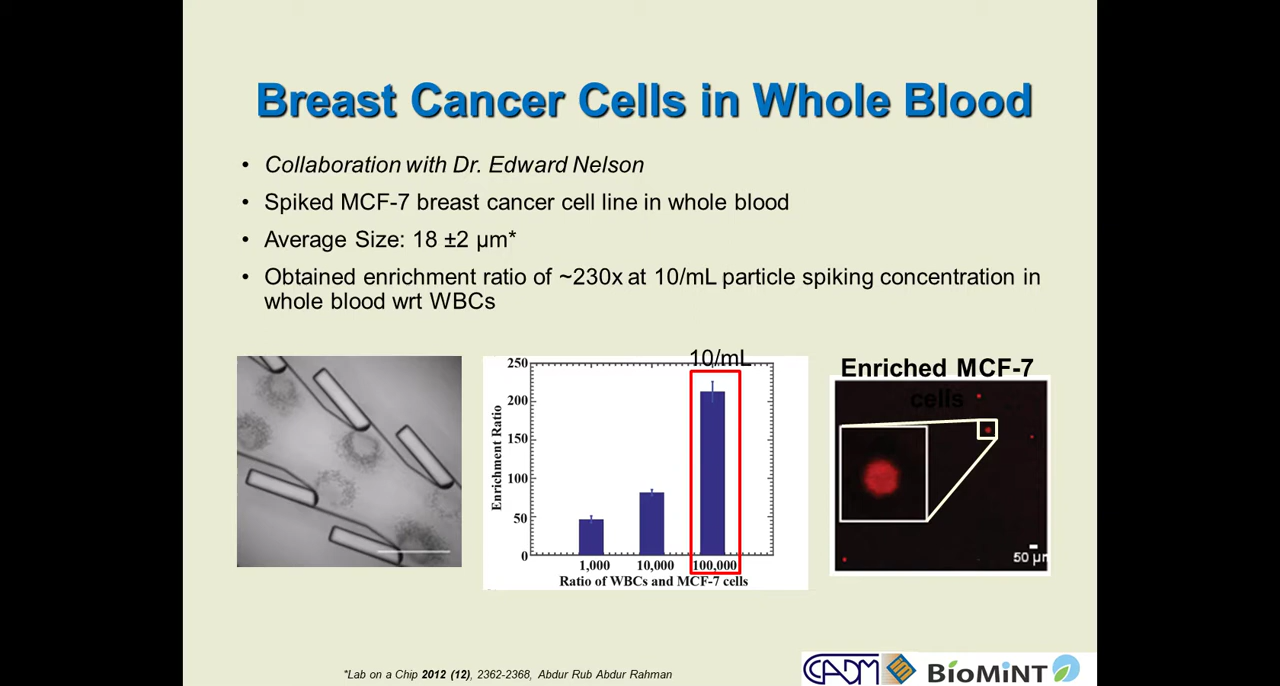 Breast Cancer Cells in Whole Blood
• Collaboration with Dr. Edward Nelson
• Spiked MCF-7 breast cancer cell line in whole blood
• Average Size: 18 ±2 µm*
• Obtained enrichment ratio of ~230x at 10/mL particle spiking concentration in
whole blood wrt WBCs
10/mL
250
200
150
100
50
0
Enrichment Ratio
1,000 10,000 100,000
Ratio of WBCs and MCF-7 cells
Enriched MCF-7
cells
50 µm
*Lab on a Chip 2012 (12), 2362-2368, Abdur Rub Abdur Rahman
CADM
BioMiNT